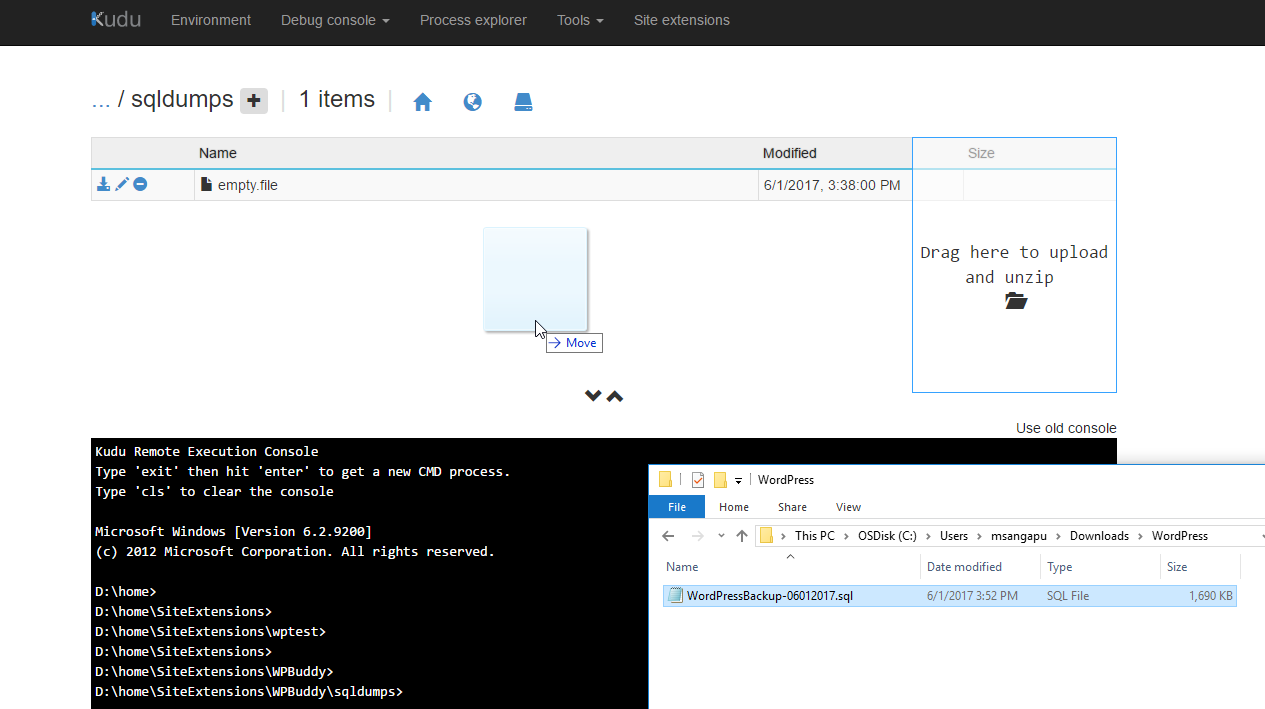 Kudu Environment Debug console Process explorer Tools Site extensions
... / sqldumps 1 items
Name Modified Size
empty.file 6/1/2017, 3:38:00 PM
Drag here to upload
and unzip
Move
Use old console
Kudu Remote Execution Console
Type 'exit' then hit 'enter' to get a new CMD process.
Type 'cls' to clear the console
Microsoft Windows [Version 6.2.9200]
(c) 2012 Microsoft Corporation. All rights reserved.
D:\home>
D:\home\SiteExtensions>
D:\home\SiteExtensions\wptest>
D:\home\SiteExtensions>
D:\home\SiteExtensions\WPBuddy>
D:\home\SiteExtensions\WPBuddy\sqldumps>
WordPress
File Home Share View
This PC OSDisk (C:) Users msangapu Downloads WordPress
Name Date modified Type Size
WordPressBackup-06012017.sql 6/1/2017 3:52 PM SQL File 1,690 KB